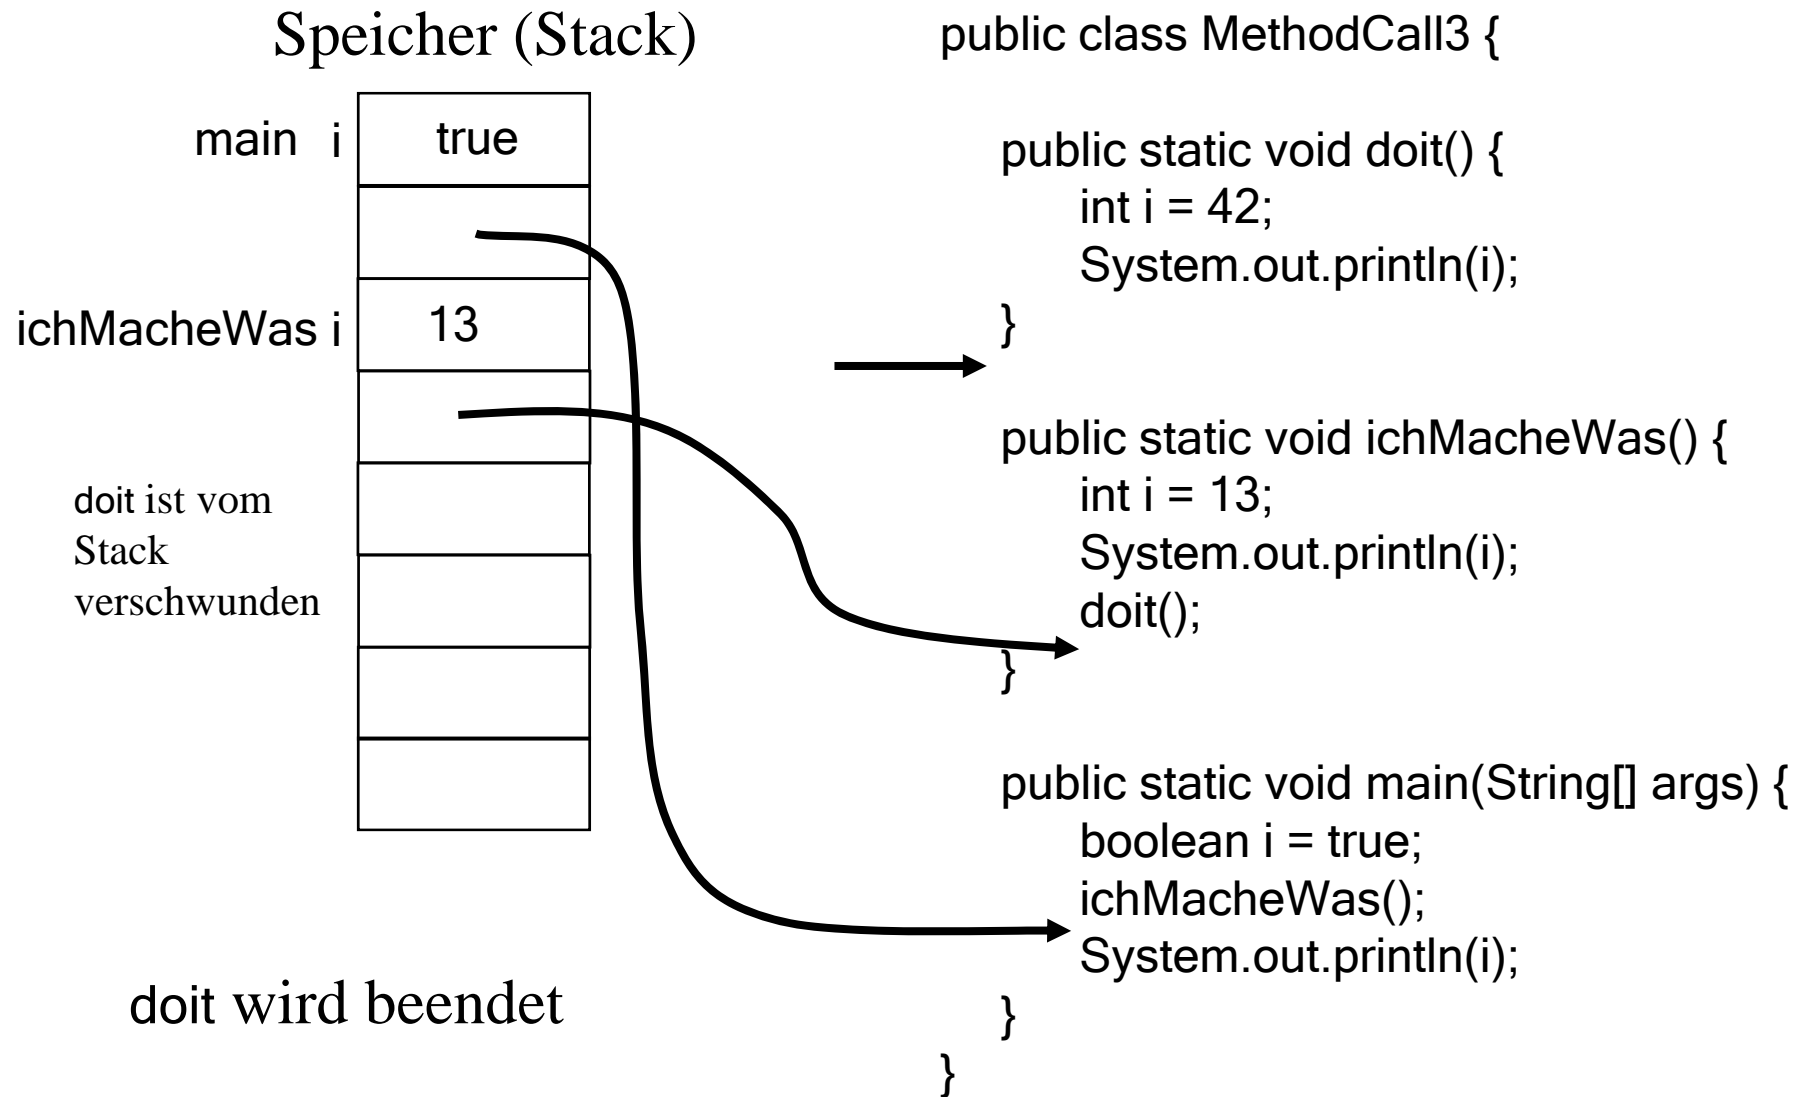 Speicher (Stack)
main i true
ichMacheWas i 13
doit ist vom
Stack
verschwunden
doit wird beendet
public class MethodCall3 {
public static void doit() {
int i = 42;
System.out.println(i);
}
public static void ichMacheWas() {
int i = 13;
System.out.println(i);
doit();
}
public static void main(String[] args) {
boolean i = true;
ichMacheWas();
System.out.println(i);
}
}